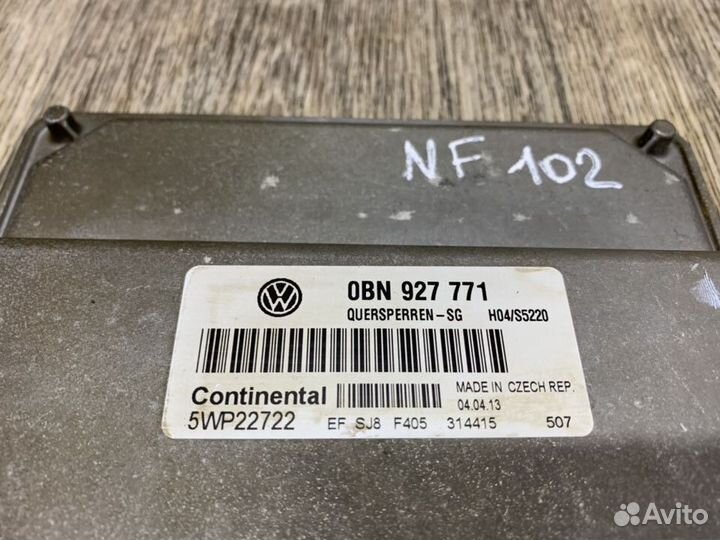 NF 102
0BN 927 771
QUERSPERREN-SG H04/S5220
Continental
MADE IN CZECH REP.
04.04.13
5WP22722 EF SJ8 F405 314415 507
Avito